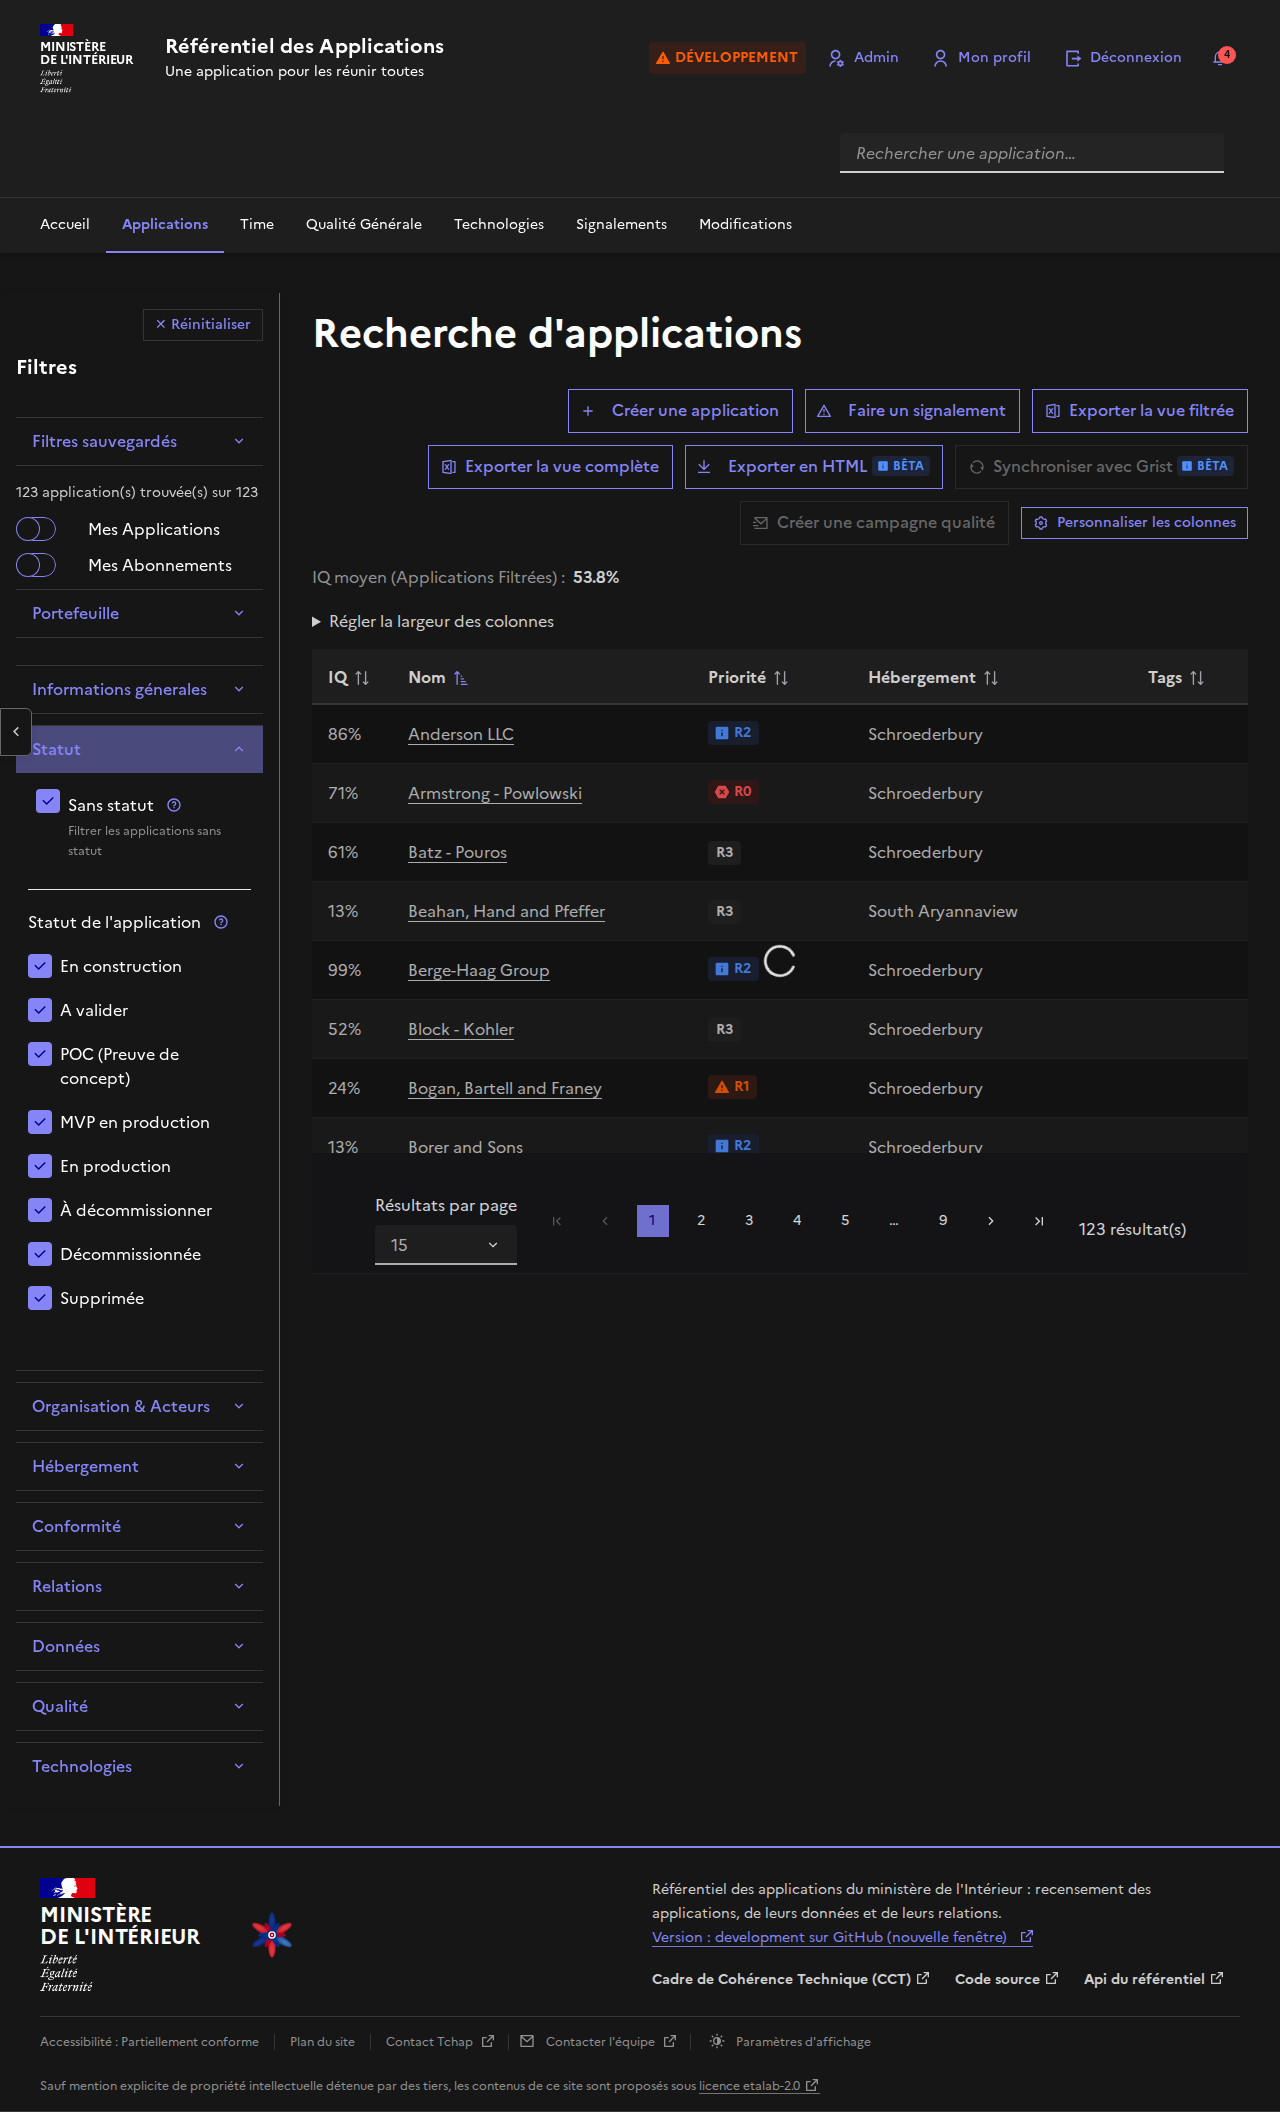 MINISTÈRE
DE L'INTÉRIEUR
Liberté
Égalité
Fraternité
Référentiel des Applications
Une application pour les réunir toutes
DÉVELOPPEMENT
Admin
Mon profil
Déconnexion
4
Rechercher une application...
Accueil
Applications
Time
Qualité Générale
Technologies
Signalements
Modifications
Réinitialiser
Filtres
Filtres sauvegardés
123 application(s) trouvée(s) sur 123
Mes Applications
Mes Abonnements
Portefeuille
Informations génerales
Statut
Sans statut
Filtrer les applications sans
statut
Statut de l'application
En construction
A valider
POC (Preuve de
concept)
MVP en production
En production
À décommissionner
Décommissionnée
Supprimée
Organisation & Acteurs
Hébergement
Conformité
Relations
Données
Qualité
Technologies
Recherche d'applications
Créer une application
Faire un signalement
Exporter la vue filtrée
Exporter la vue complète
Exporter en HTML BÊTA
Synchroniser avec Grist BÊTA
Créer une campagne qualité
Personnaliser les colonnes
IQ moyen (Applications Filtrées) : 53.8%
Régler la largeur des colonnes
IQ Nom Priorité Hébergement Tags
86% Anderson LLC R2 Schroederbury
71% Armstrong - Powlowski R0 Schroederbury
61% Batz - Pouros R3 Schroederbury
13% Beahan, Hand and Pfeffer R3 South Aryannaview
99% Berge-Haag Group R2 Schroederbury
52% Block - Kohler R3 Schroederbury
24% Bogan, Bartell and Franey R1 Schroederbury
13% Borer and Sons R2 Schroederbury
Résultats par page
15
1 2 3 4 5 … 9
123 résultat(s)
MINISTÈRE
DE L'INTÉRIEUR
Liberté
Égalité
Fraternité
Référentiel des applications du ministère de l'Intérieur : recensement des
applications, de leurs données et de leurs relations.
Version : development sur GitHub (nouvelle fenêtre)
Cadre de Cohérence Technique (CCT)
Code source
Api du référentiel
Accessibilité : Partiellement conforme
Plan du site
Contact Tchap
Contacter l'équipe
Paramètres d'affichage
Sauf mention explicite de propriété intellectuelle détenue par des tiers, les contenus de ce site sont proposés sous licence etalab-2.0